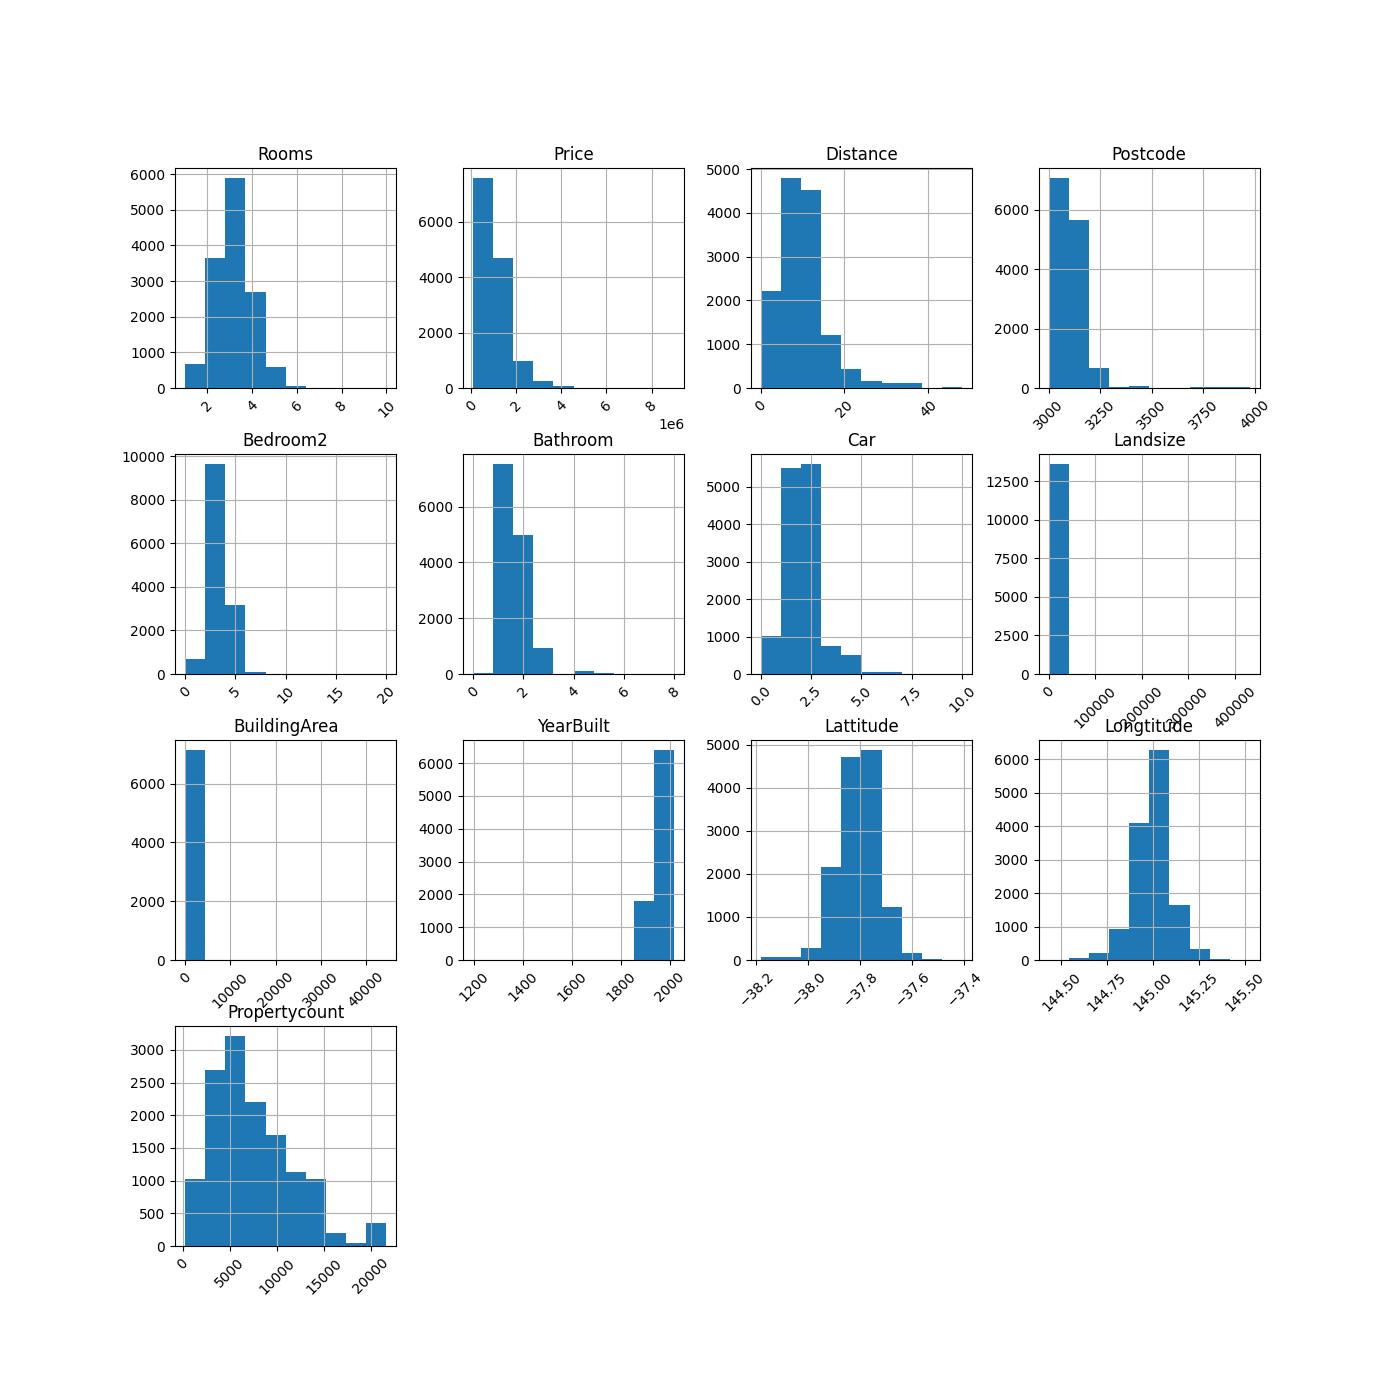 Rooms Price Distance Postcode
6000 5000 4000 3000 2000 1000 0
2 4 6 8 10
6000 4000 2000 0
0 2 4 6 8
1e6
5000 4000 3000 2000 1000 0
0 20 40
6000 4000 2000 0
3000 3250 3500 3750 4000
Bedroom2 Bathroom Car Landsize
10000 8000 6000 4000 2000 0
0 5 10 15 20
6000 4000 2000 0
0 2 4 6 8
5000 4000 3000 2000 1000 0
0.0 2.5 5.0 7.5 10.0
12500 10000 7500 5000 2500 0
0 100000 200000 300000 400000
BuildingArea YearBuilt Lattitude Longtitude
6000 4000 2000 0
0 10000 20000 30000 40000
6000 5000 4000 3000 2000 1000 0
1200 1400 1600 1800 2000
5000 4000 3000 2000 1000 0
−38.2 −38.0 −37.8 −37.6 −37.4
6000 5000 4000 3000 2000 1000 0
144.50 144.75 145.00 145.25 145.50
Propertycount
3000 2500 2000 1500 1000 500 0
0 5000 10000 15000 20000